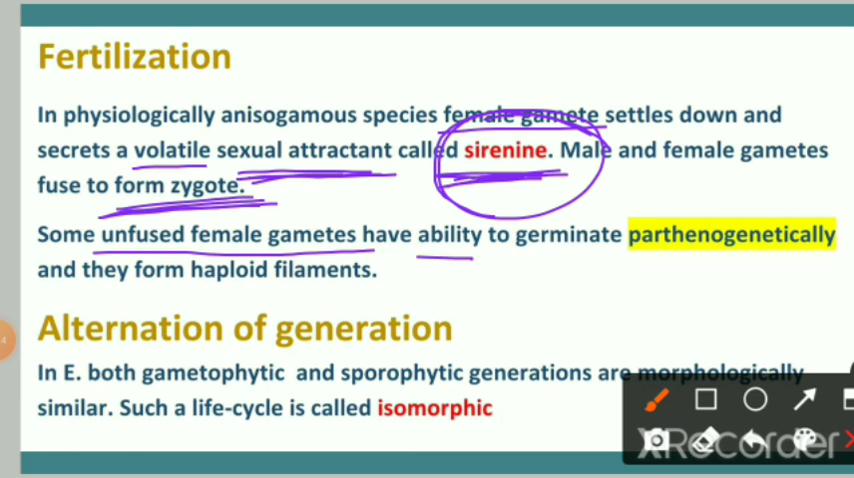 Fertilization
In physiologically anisogamous species female gamete settles down and
secrets a volatile sexual attractant called sirenine. Male and female gametes
fuse to form zygote.
Some unfused female gametes have ability to germinate parthenogenetically
and they form haploid filaments.
4
Alternation of generation
In E. both gametophytic and sporophytic generations are morphologically
similar. Such a life-cycle is called isomorphic
XRecorder